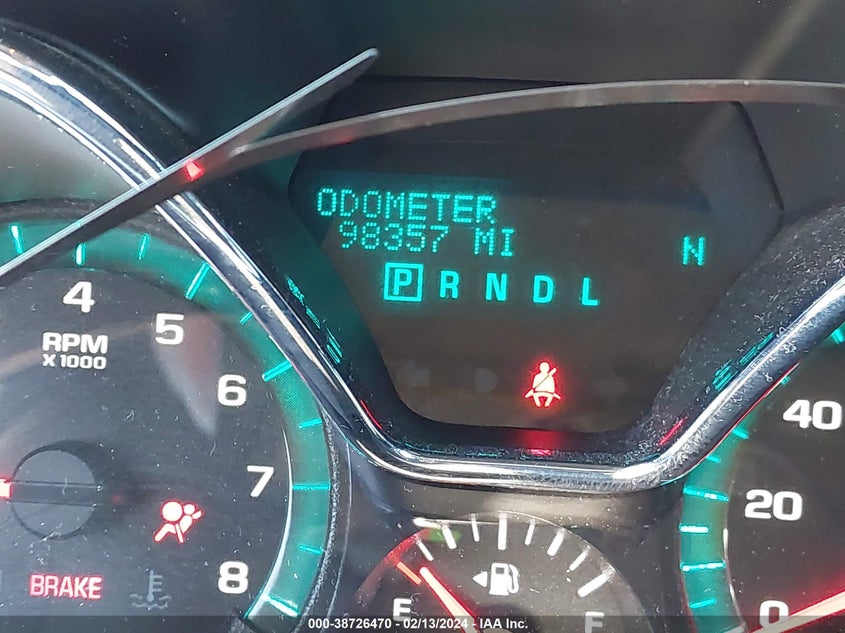 ODOMETER
98357 MI
N
P R N D L
4
5
6
7
8
RPM
X1000
BRAKE
E
F
40
20
0
000-38726470 - 02/13/2024 - IAA Inc.